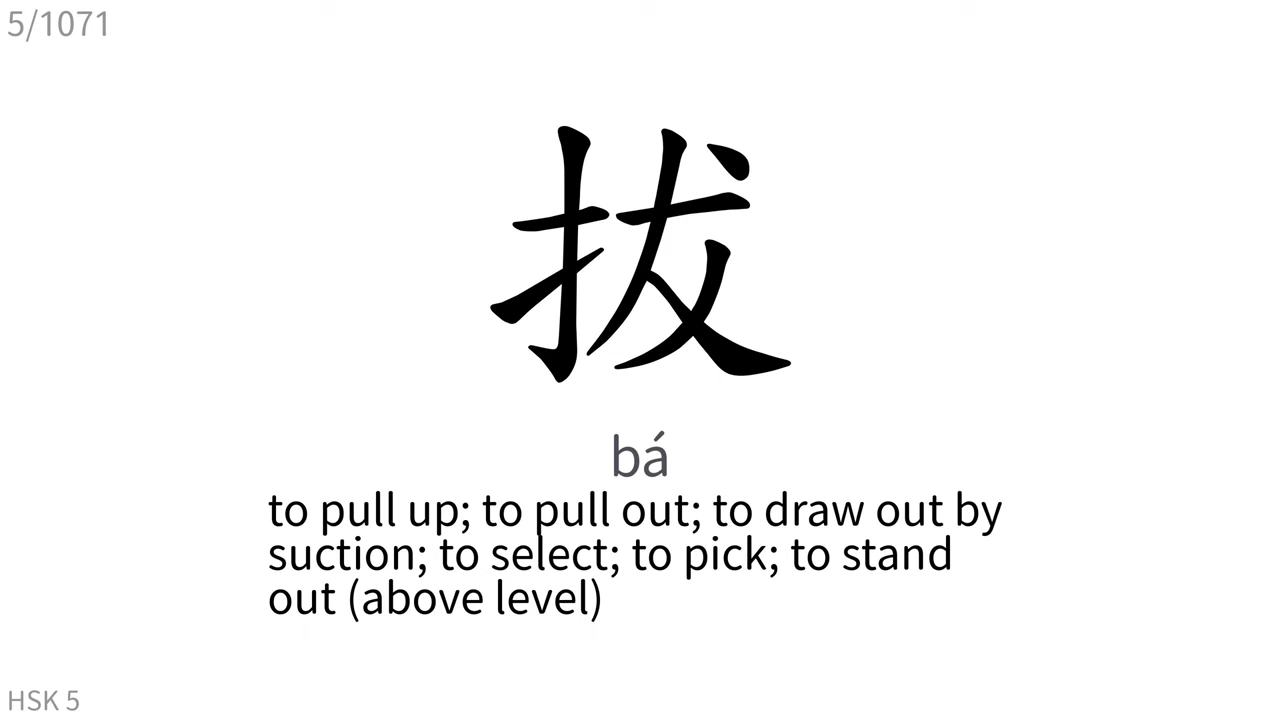 5/1071
拔
bá
to pull up; to pull out; to draw out by
suction; to select; to pick; to stand
out (above level)
HSK 5